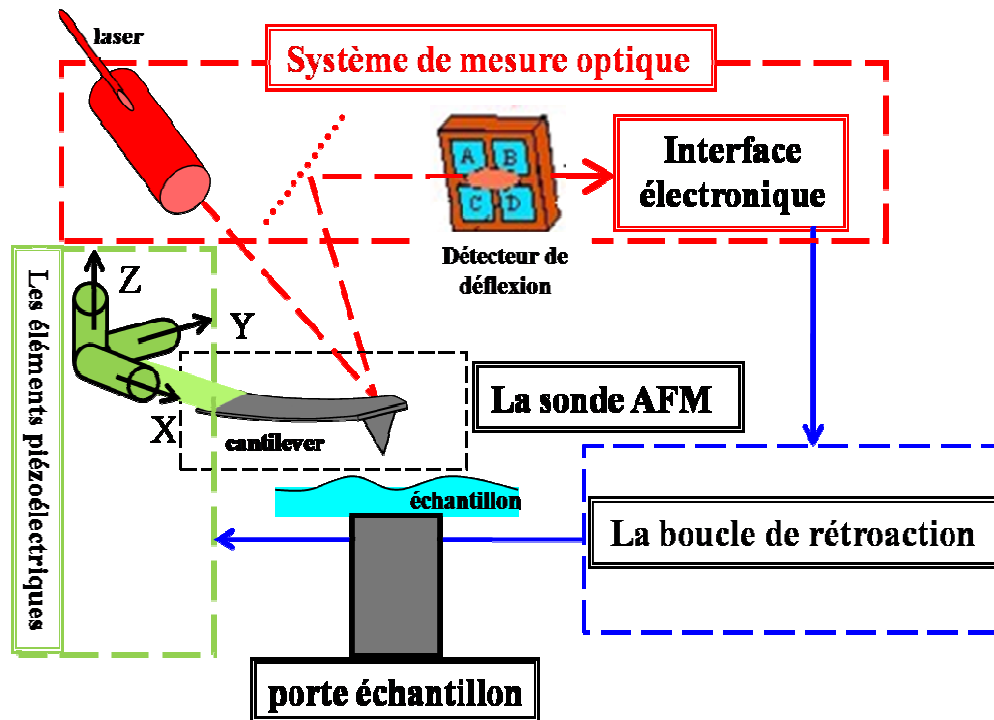 laser
Système de mesure optique
A B
C D
Interface
électronique
Détecteur de
déflexion
Les éléments piézoélectriques
Z
Y
X
La sonde AFM
cantilever
échantillon
La boucle de rétroaction
porte échantillon